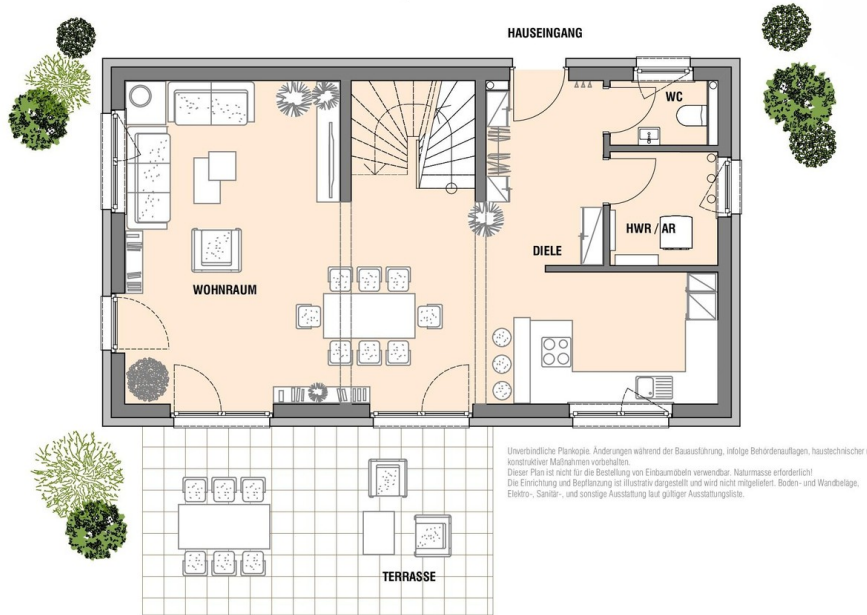 HAUSEINGANG
WC
HWR / AR
DIELE
WOHNRAUM
Unverbindliche Plankopie. Änderungen während der Bauausführung, infolge Behördenauflagen, haustechnischer
konstruktiver Maßnahmen vorbehalten.
Dieser Plan ist nicht für die Bestellung von Einbaumöbeln verwendbar. Naturmasse erforderlich!
Die Einrichtung und Bepflanzung ist illustrativ dargestellt und wird nicht mitgeliefert. Boden- und Wandbeläge,
Elektro-, Sanitär-, und sonstige Ausstattung laut gültiger Ausstattungsliste.
TERRASSE